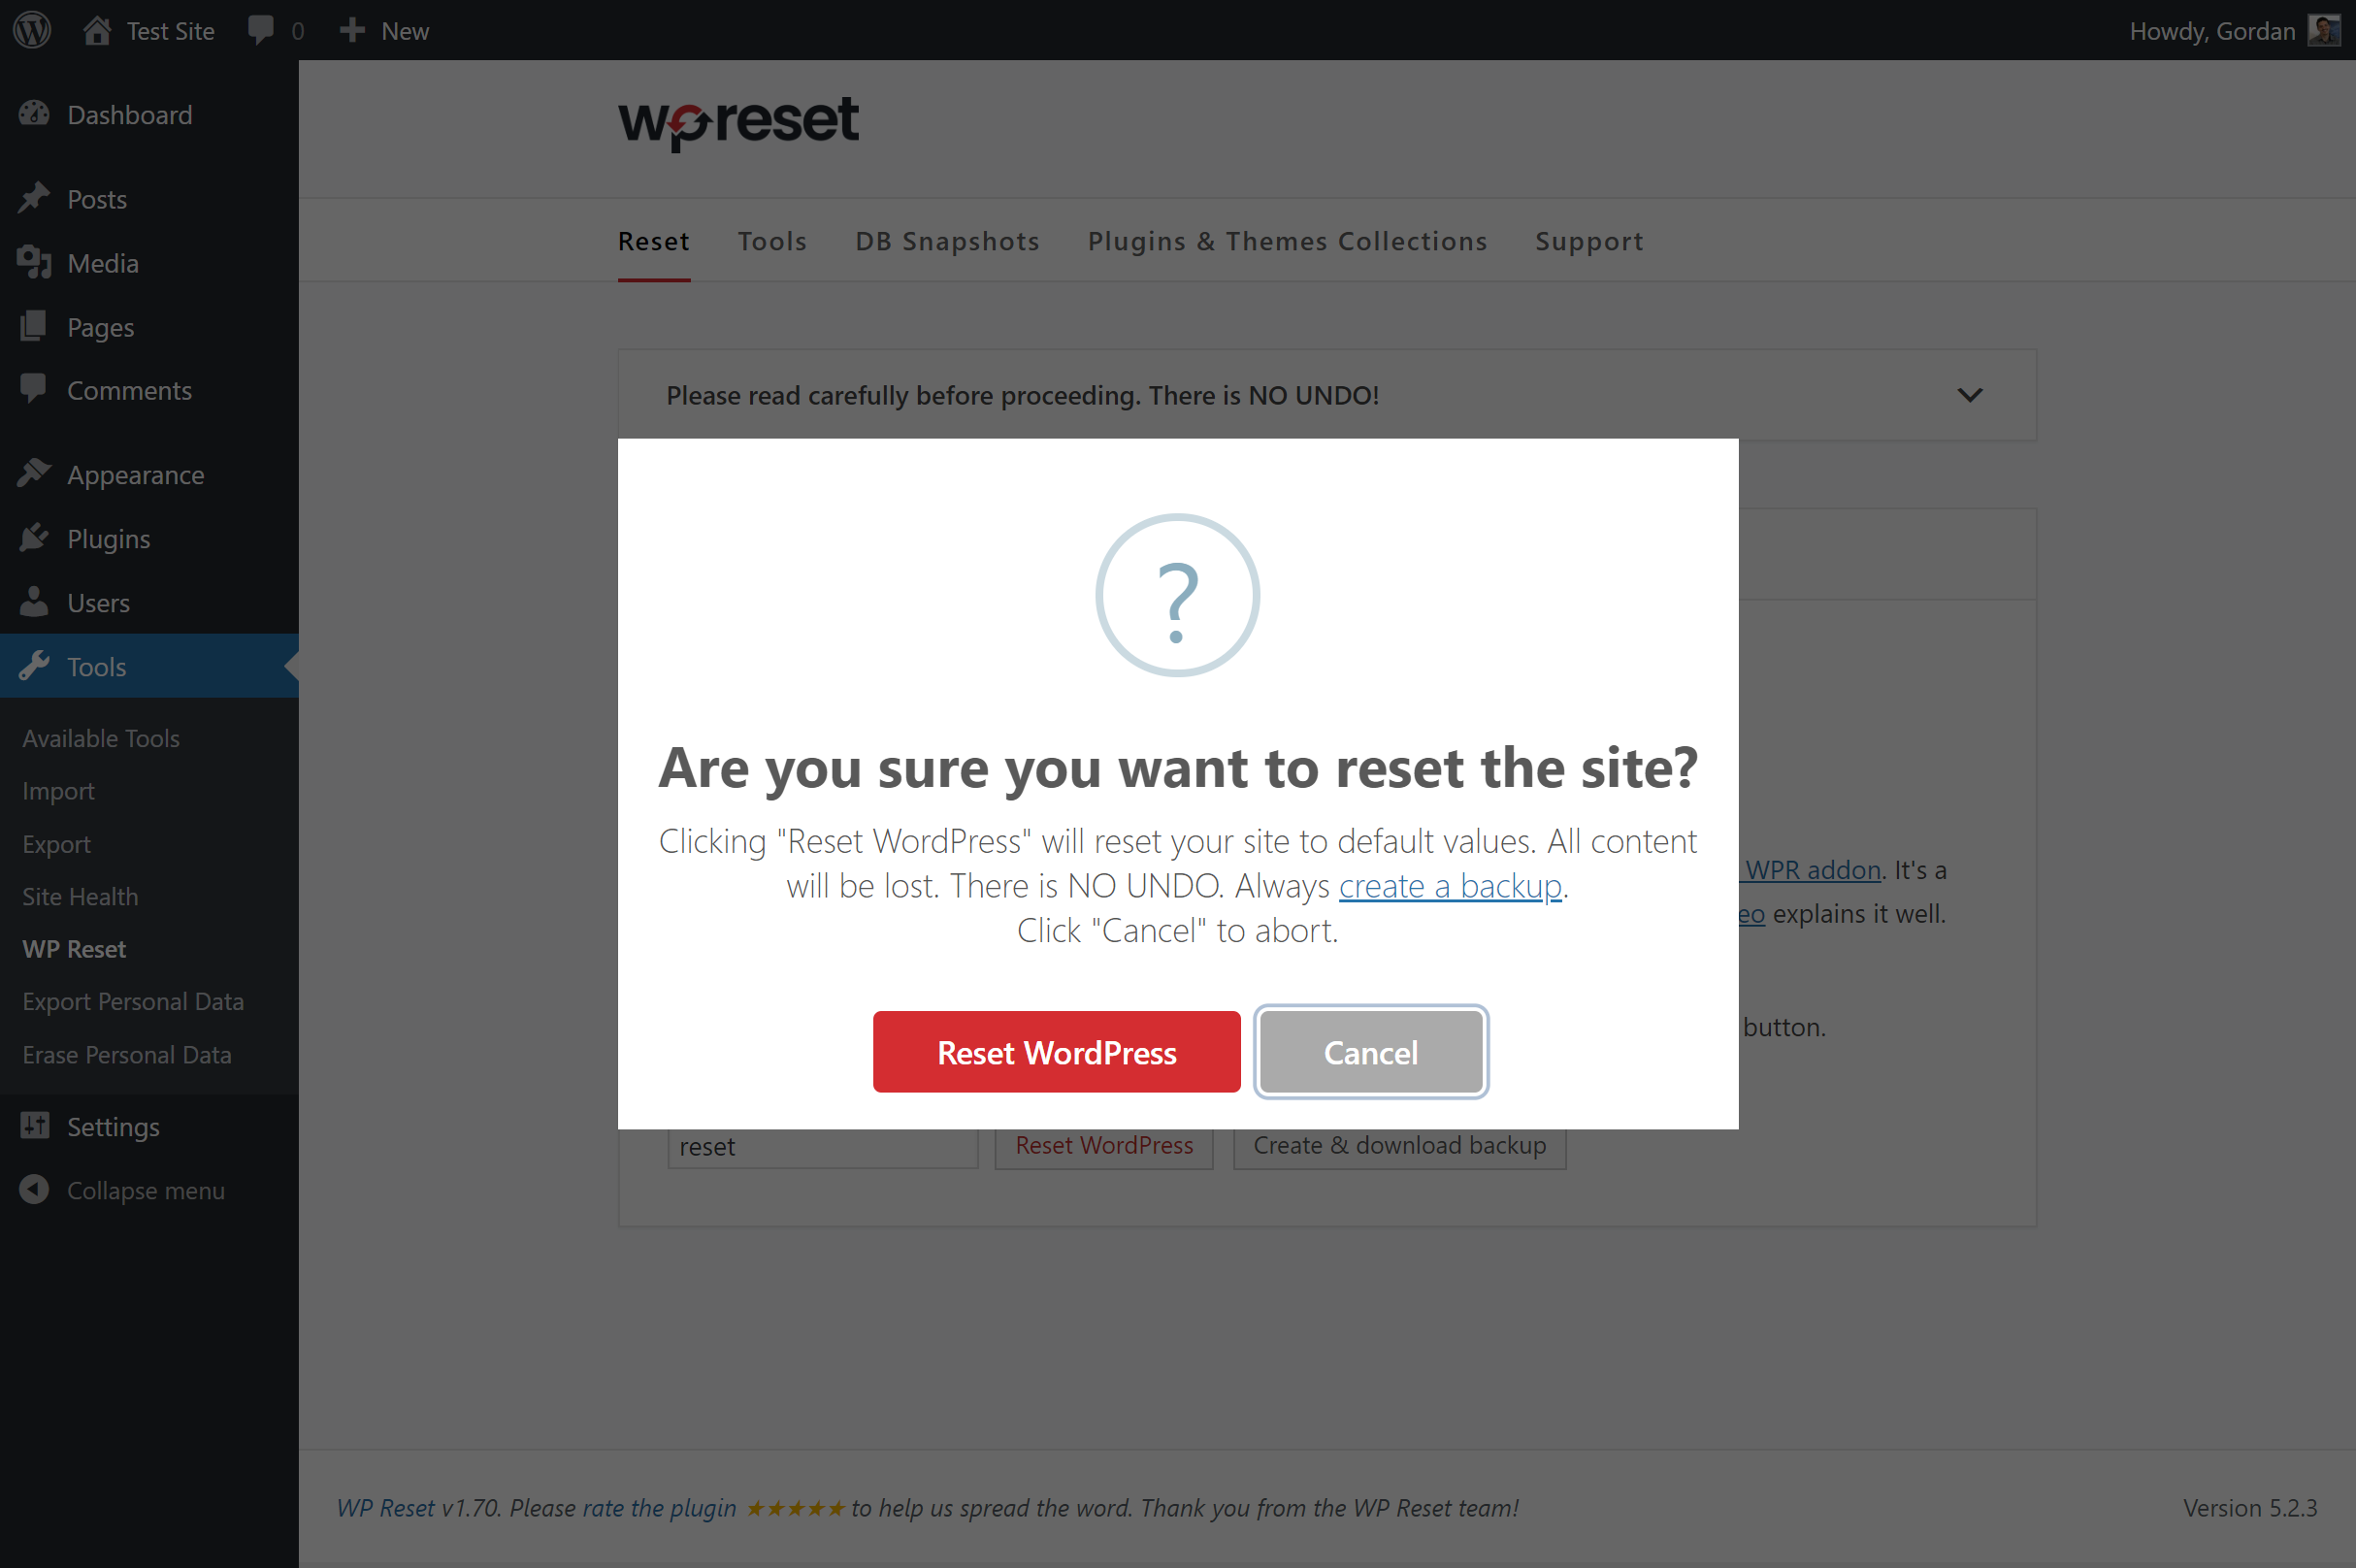 Test Site 0 New Howdy, Gordan
Dashboard
Posts
Media
Pages
Comments
Appearance
Plugins
Users
Tools
Available Tools
Import
Export
Site Health
WP Reset
Export Personal Data
Erase Personal Data
Settings
Collapse menu
wpreset
Reset Tools DB Snapshots Plugins & Themes Collections Support
Please read carefully before proceeding. There is NO UNDO!
?
Are you sure you want to reset the site?
Clicking "Reset WordPress" will reset your site to default values. All content
will be lost. There is NO UNDO. Always create a backup.
Click "Cancel" to abort.
Reset WordPress Cancel
WPR addon. It's a
explains it well.
button.
reset Reset WordPress Create & download backup
WP Reset v1.70. Please rate the plugin ★★★★★ to help us spread the word. Thank you from the WP Reset team! Version 5.2.3